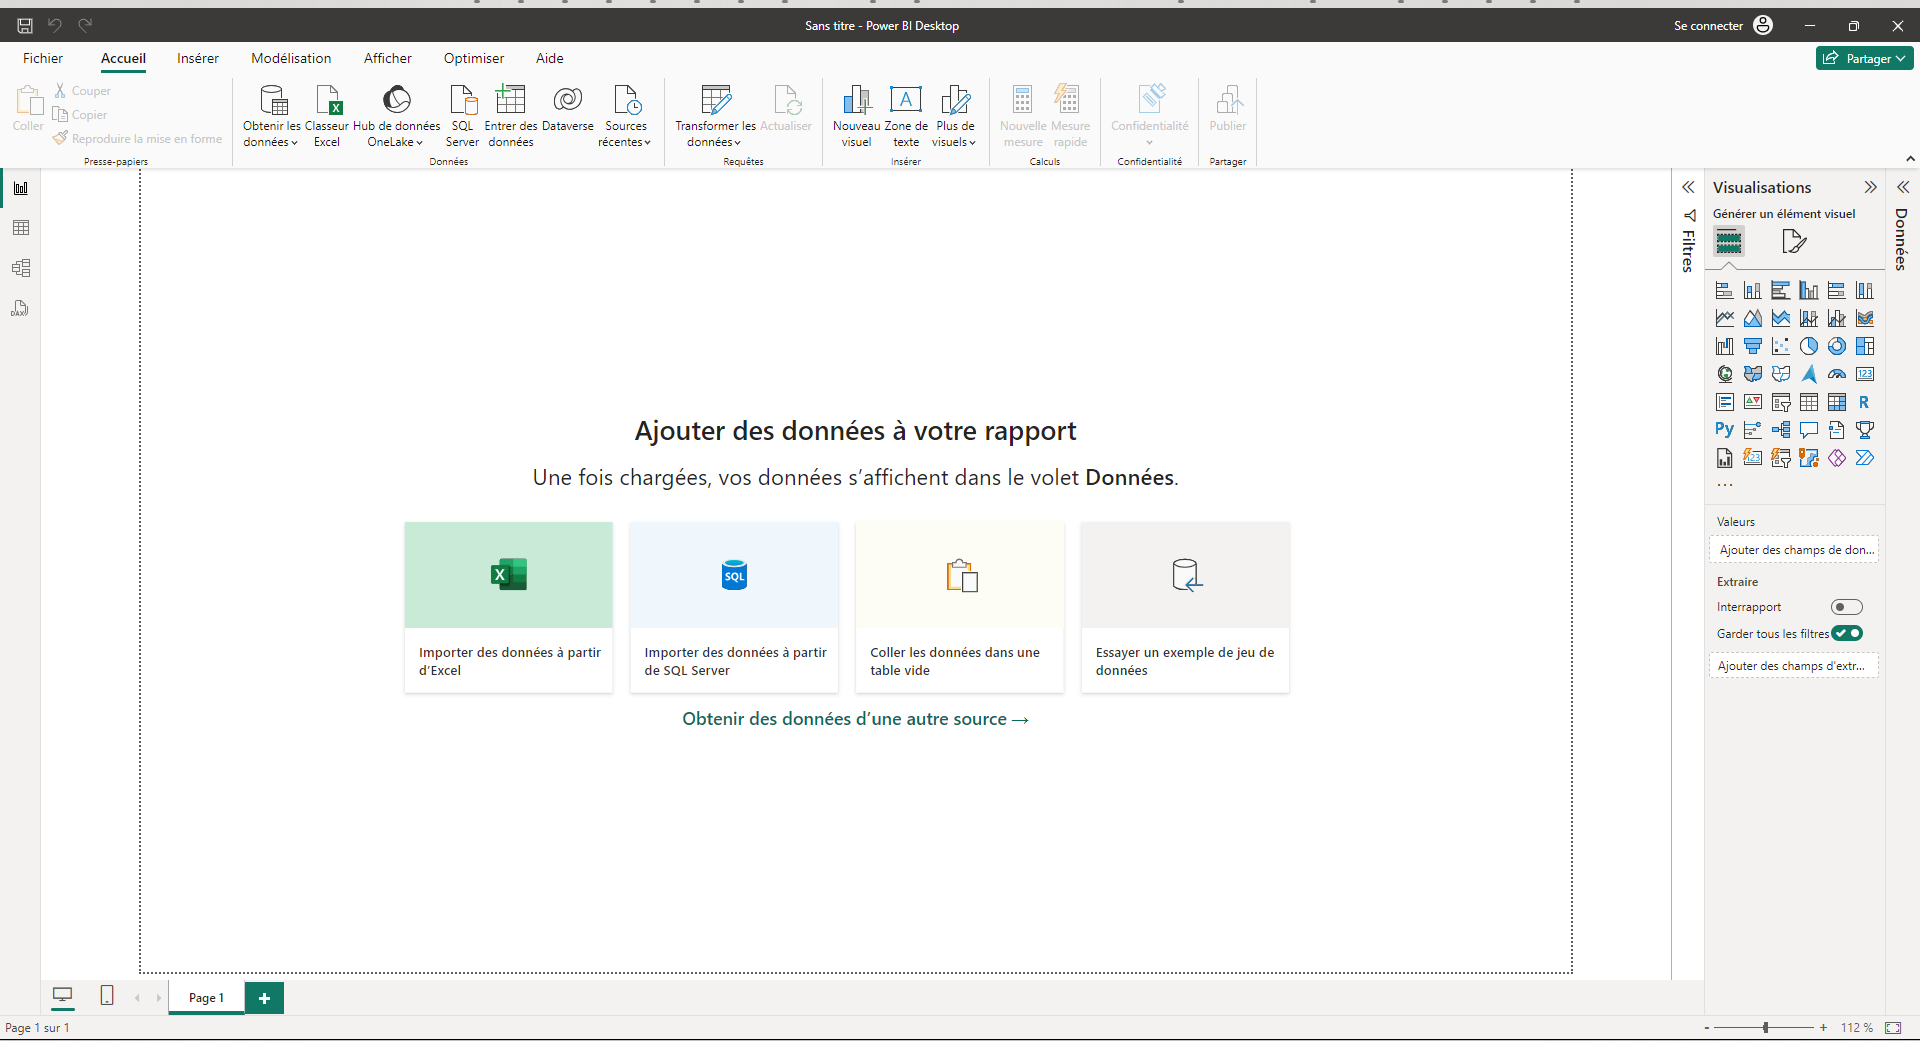 Sans titre - Power BI Desktop
Se connecter
Fichier
Accueil
Insérer
Modélisation
Afficher
Optimiser
Aide
Partager
Coller
Couper
Copier
Reproduire la mise en forme
Presse-papiers
Obtenir les
données
Classeur
Excel
Hub de données
OneLake
SQL
Server
Entrer des
données
Dataverse
Sources
récentes
Données
Transformer les
données
Actualiser
Requêtes
Nouveau
visuel
A
Zone de
texte
Plus de
visuels
Insérer
Nouvelle
mesure
Mesure
rapide
Calculs
Confidentialité
Confidentialité
Publier
Partager
DAX
Ajouter des données à votre rapport
Une fois chargées, vos données s’affichent dans le volet Données.
X
SQL
Importer des données à partir
d’Excel
Importer des données à partir
de SQL Server
Coller les données dans une
table vide
Essayer un exemple de jeu de
données
Obtenir des données d’une autre source →
Filtres
Visualisations
Générer un élément visuel
123
R
Py
123
...
Valeurs
Ajouter des champs de don...
Extraire
Interrapport
Garder tous les filtres
Ajouter des champs d'extr...
Données
Page 1
+
Page 1 sur 1
- + 112 %